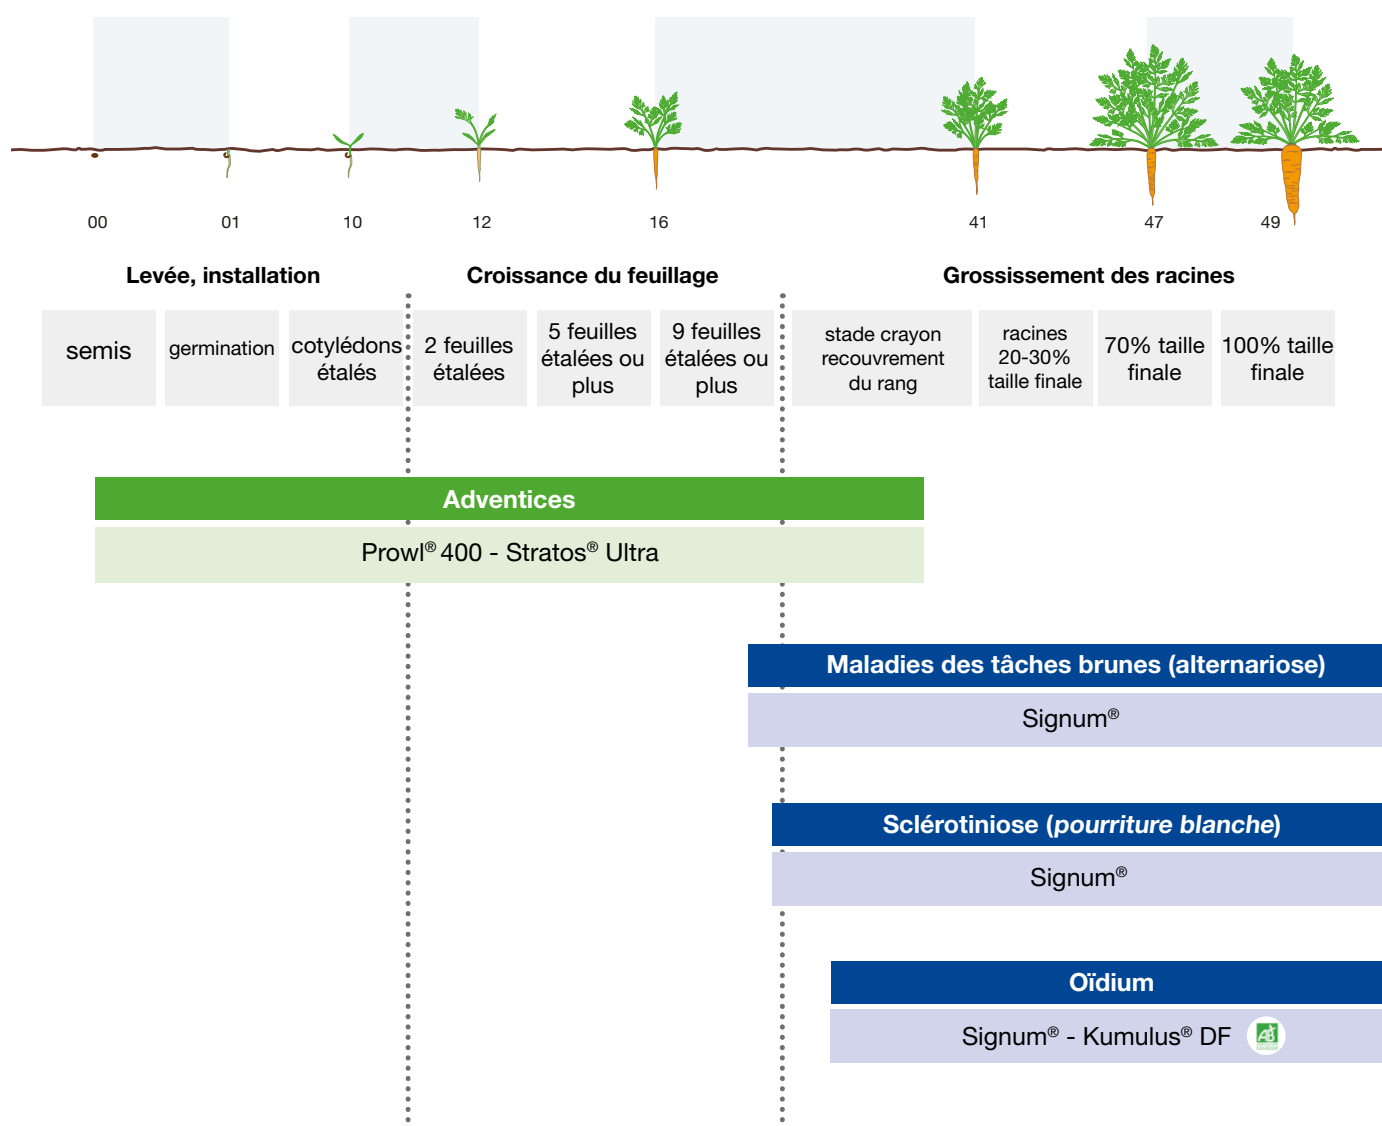 00 01 10 12 16 41 47 49
Levée, installation
Croissance du feuillage
Grossissement des racines
semis
germination
cotylédons
étalés
2 feuilles
étalées
5 feuilles
étalées ou
plus
9 feuilles
étalées ou
plus
stade crayon
recouvrement
du rang
racines
20-30%
taille finale
70% taille
finale
100% taille
finale
Adventices
Prowl® 400 - Stratos® Ultra
Maladies des tâches brunes (alternariose)
Signum®
Sclérotiniose (pourriture blanche)
Signum®
Oïdium
Signum® - Kumulus® DF
AB